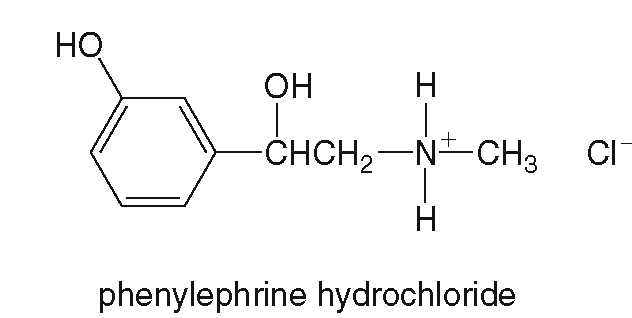 HO
OH
H
CHCH₂—N⁺—CH₃ Cl⁻
H
phenylephrine hydrochloride